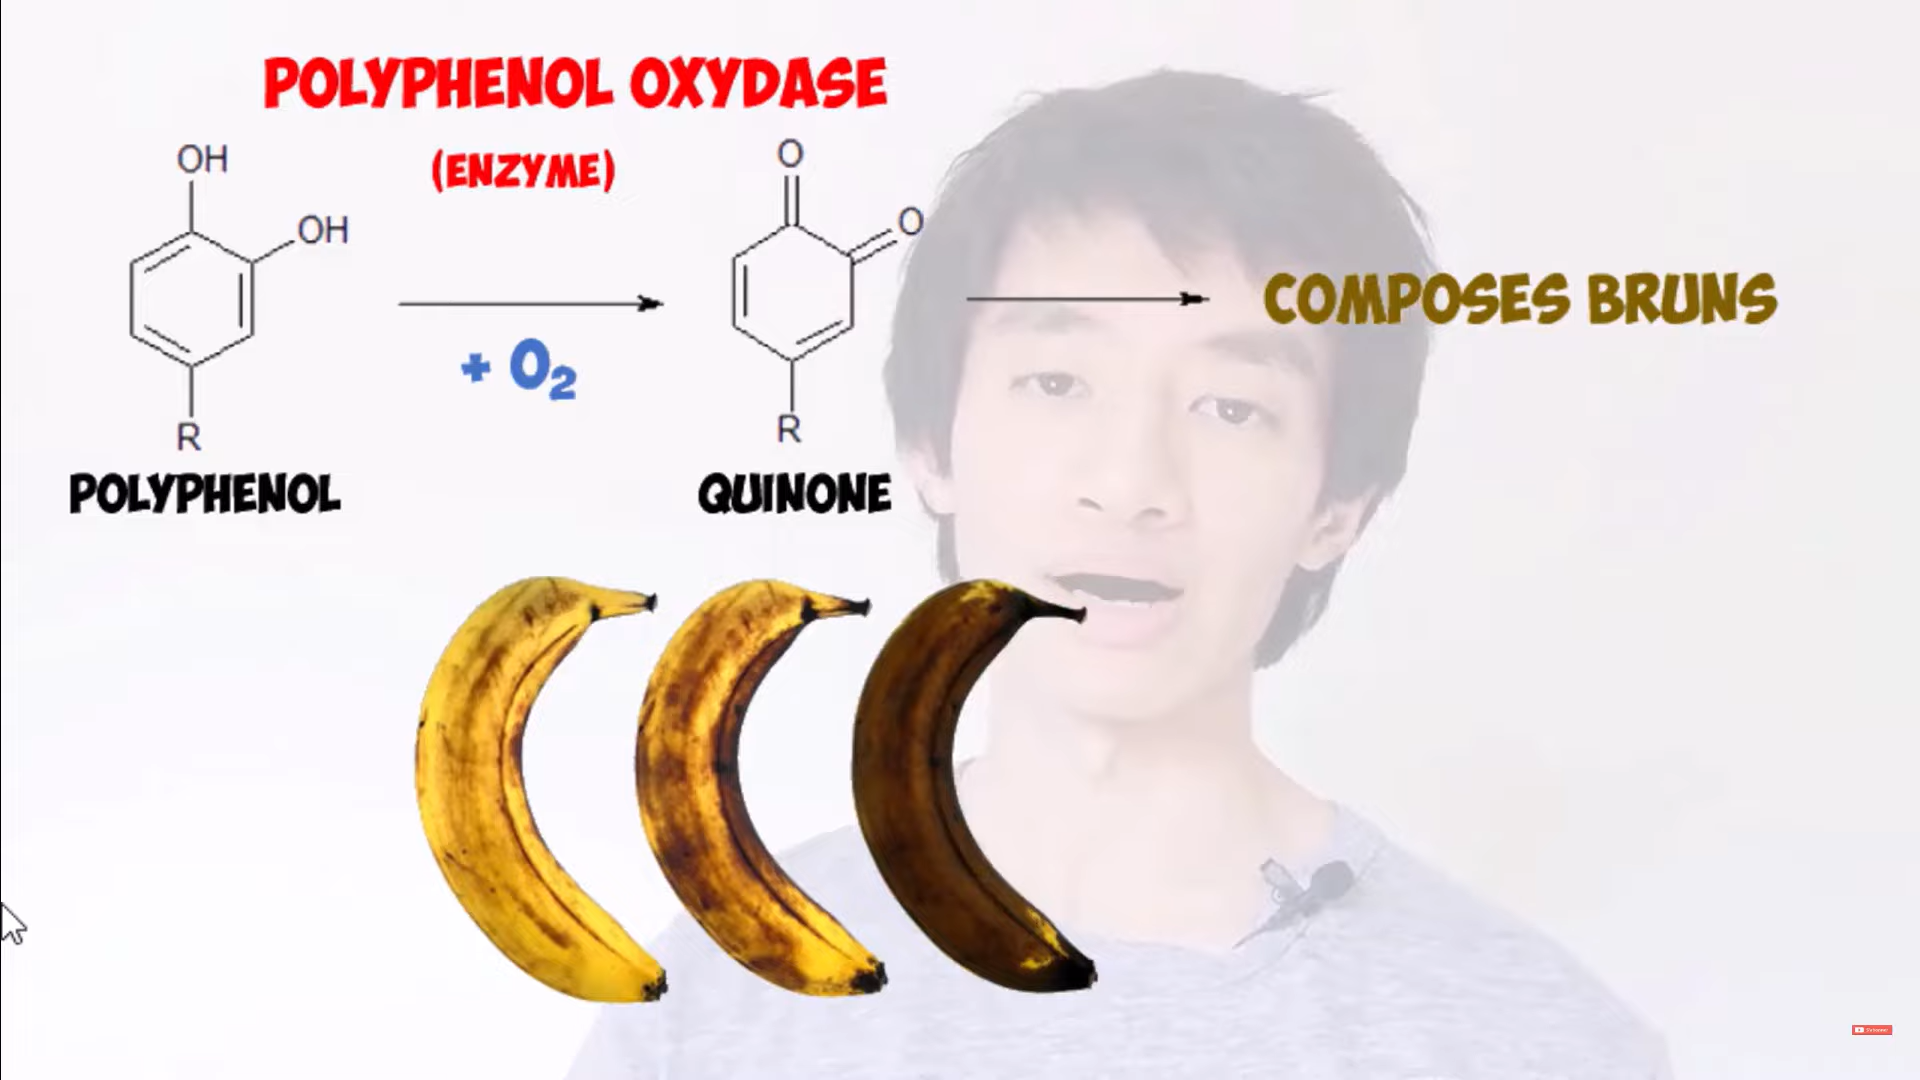 POLYPHENOL OXYDASE
(ENZYME)
OH
OH
R
POLYPHENOL
+ O₂
O
O
R
QUINONE
COMPOSES BRUNS